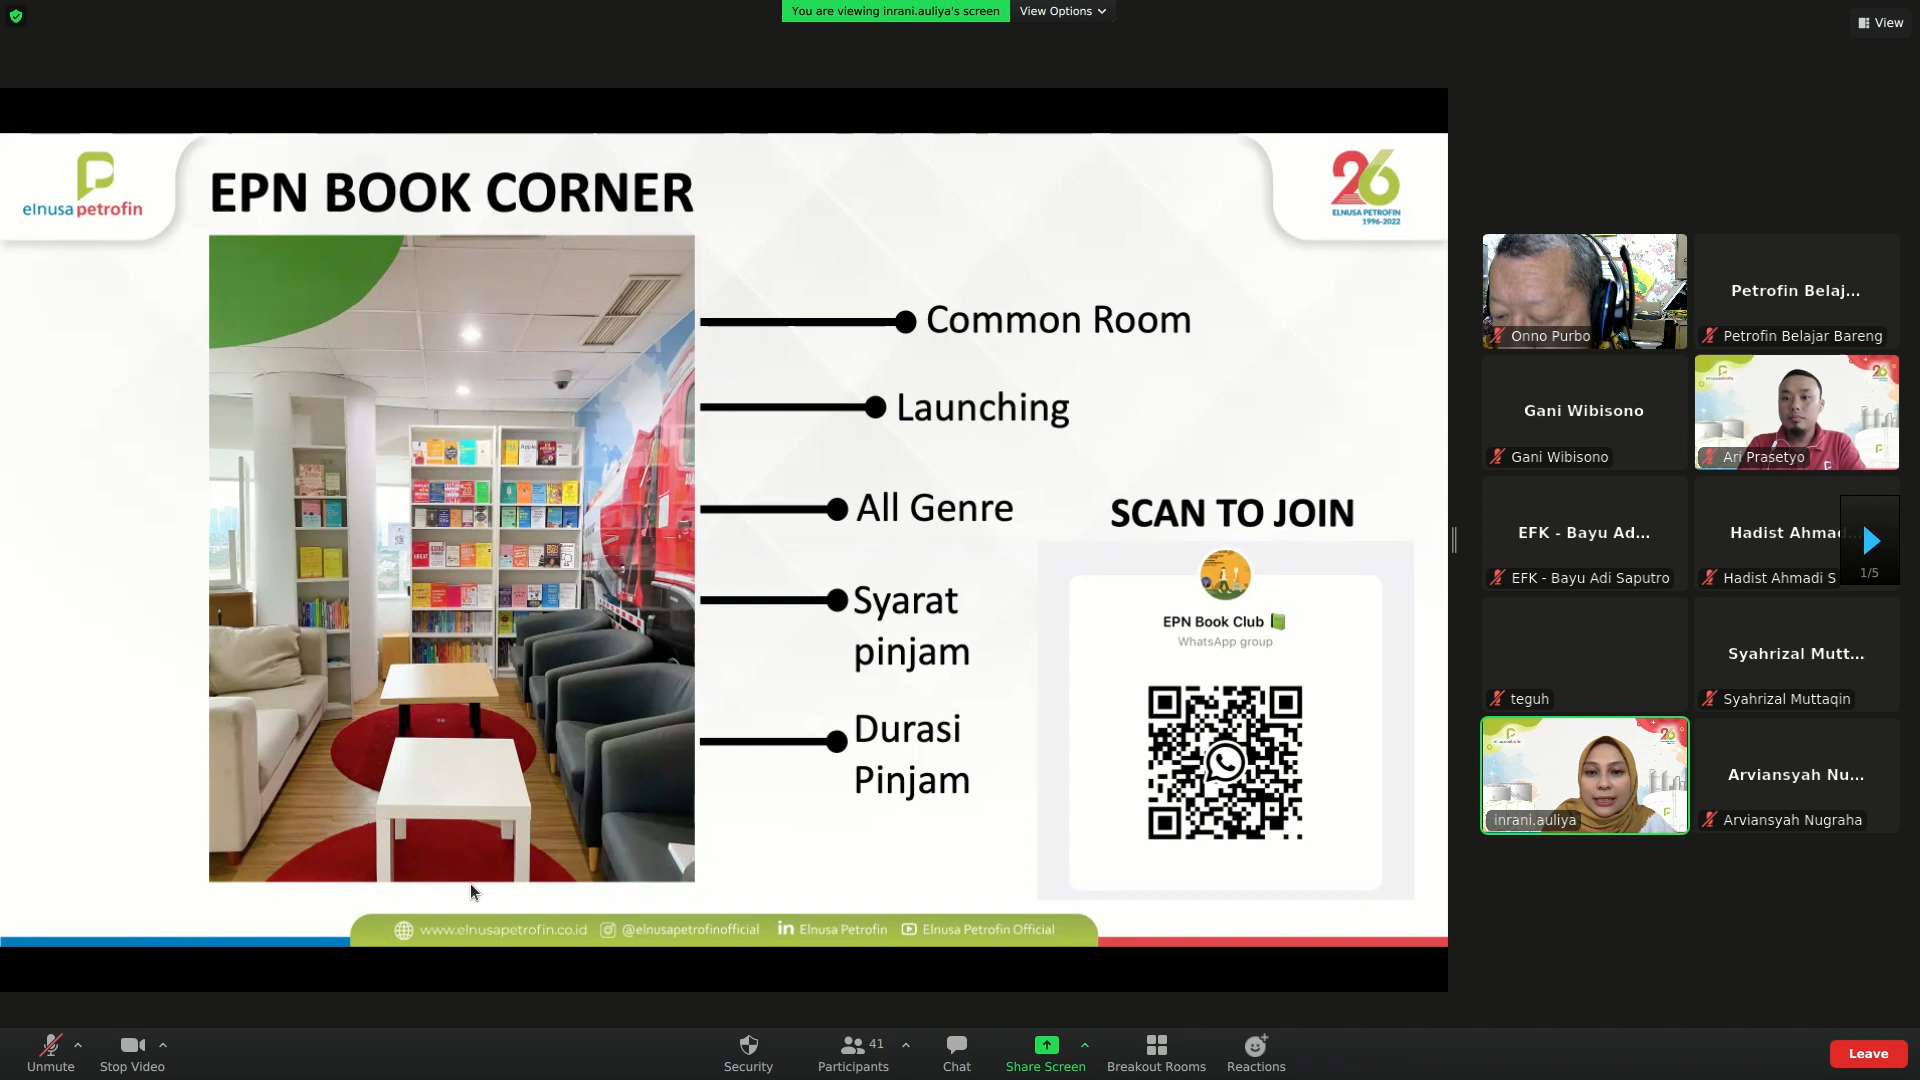 You are viewing inrani.auliya's screen
View Options
View
elnusa petrofin
EPN BOOK CORNER
26
ELNUSA PETROFIN
1996-2022
Common Room
Launching
All Genre
Syarat
pinjam
Durasi
Pinjam
SCAN TO JOIN
EPN Book Club
WhatsApp group
www.elnusapetrofin.co.id
@elnusapetrofinofficial
in Elnusa Petrofin
Elnusa Petrofin Official
Onno Purbo
Petrofin Belaj...
Petrofin Belajar Bareng
Gani Wibisono
Gani Wibisono
Ari Prasetyo
EFK - Bayu Ad...
EFK - Bayu Adi Saputro
Hadist Ahmad...
Hadist Ahmadi S
1/5
teguh
Syahrizal Mutt...
Syahrizal Muttaqin
inrani.auliya
Arviansyah Nu...
Arviansyah Nugraha
Unmute
Stop Video
Security
41
Participants
Chat
Share Screen
Breakout Rooms
Reactions
Leave